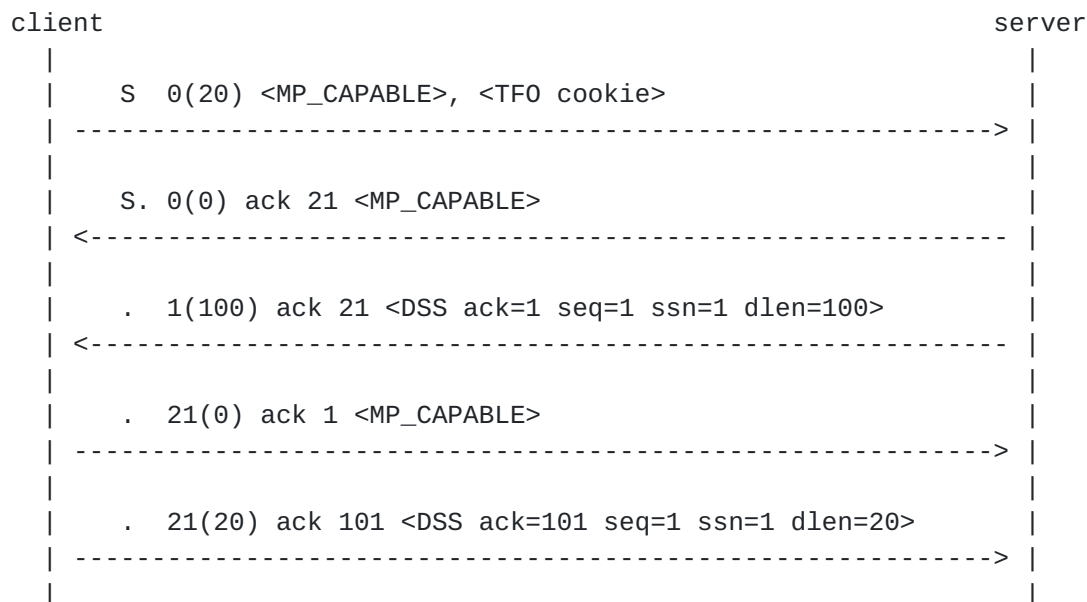 client server
S 0(20) <MP_CAPABLE>, <TFO cookie>
S. 0(0) ack 21 <MP_CAPABLE>
. 1(100) ack 21 <DSS ack=1 seq=1 ssn=1 dlen=100>
. 21(0) ack 1 <MP_CAPABLE>
. 21(20) ack 101 <DSS ack=101 seq=1 ssn=1 dlen=20>